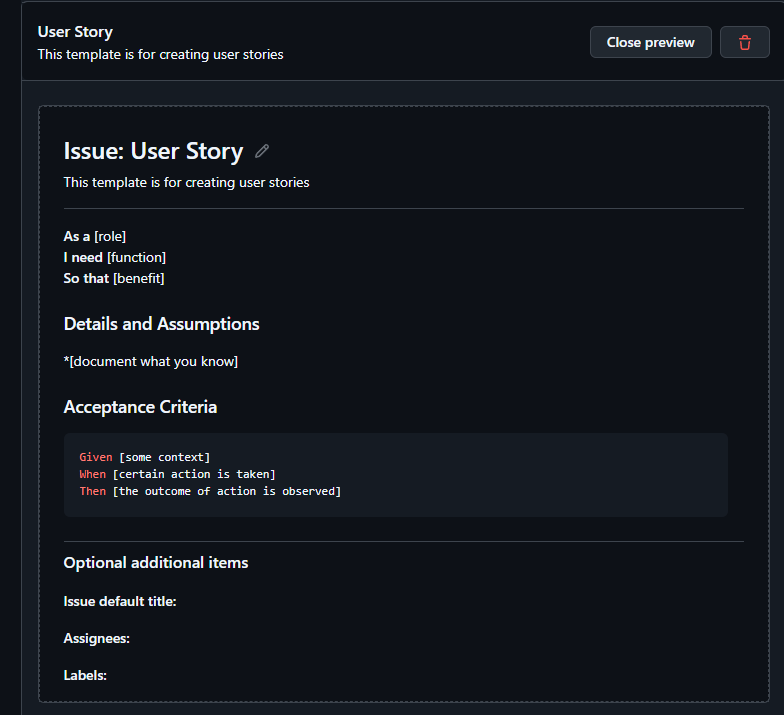 User Story
This template is for creating user stories
Close preview
Issue: User Story
This template is for creating user stories
As a [role]
I need [function]
So that [benefit]
Details and Assumptions
*[document what you know]
Acceptance Criteria
Given [some context]
When [certain action is taken]
Then [the outcome of action is observed]
Optional additional items
Issue default title:
Assignees:
Labels: